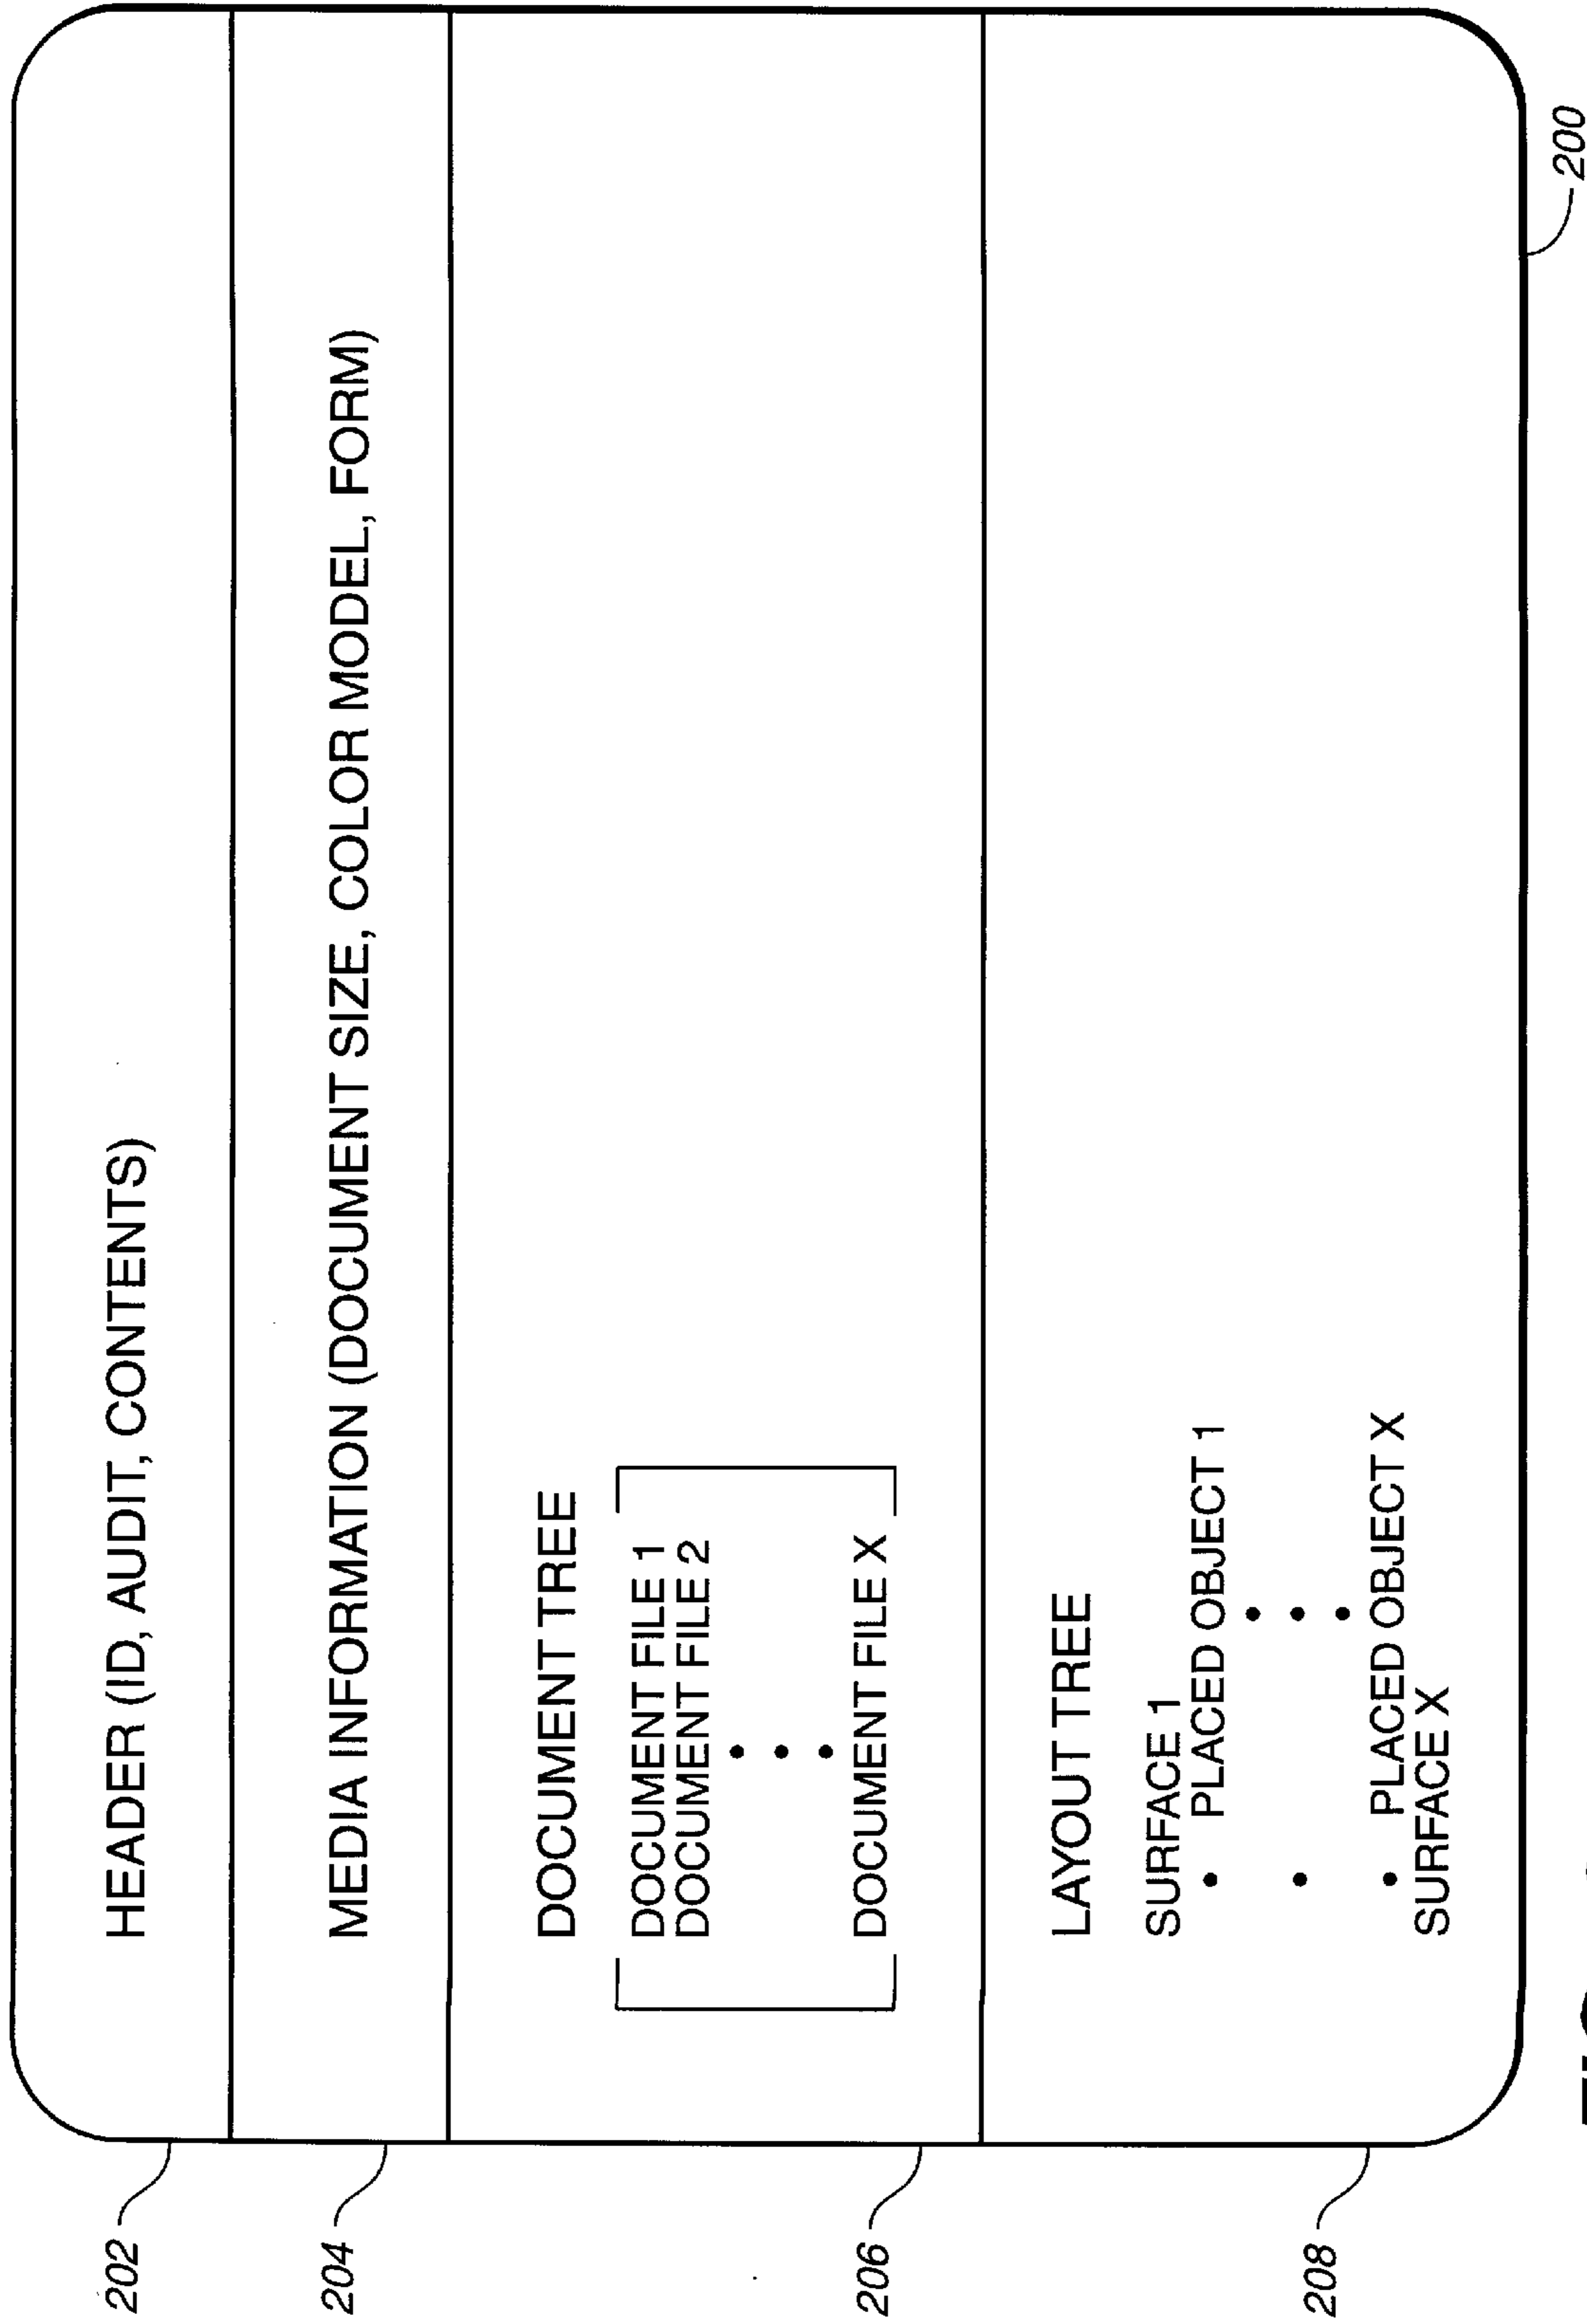 202
HEADER (ID, AUDIT, CONTENTS)
204
MEDIA INFORMATION (DOCUMENT SIZE, COLOR MODEL, FORM)
DOCUMENT TREE
DOCUMENT FILE 1
DOCUMENT FILE 2
206
DOCUMENT FILE X
LAYOUT TREE
SURFACE 1
PLACED OBJECT 1
208
PLACED OBJECT X
SURFACE X
200